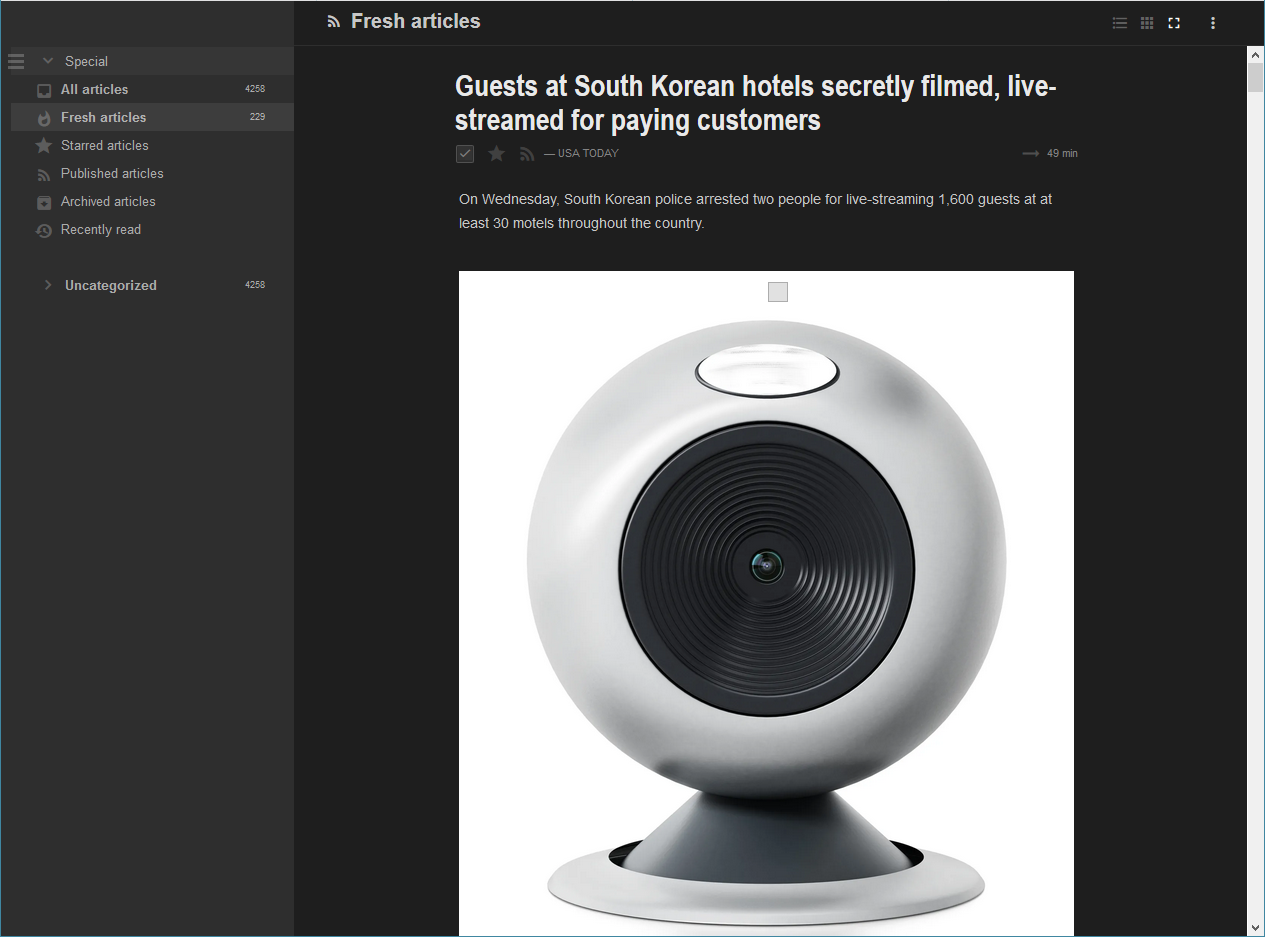 Fresh articles
Special
All articles 4258
Fresh articles 229
Starred articles
Published articles
Archived articles
Recently read
Uncategorized 4258
Guests at South Korean hotels secretly filmed, live-
streamed for paying customers
— USA TODAY 49 min
On Wednesday, South Korean police arrested two people for live-streaming 1,600 guests at at
least 30 motels throughout the country.